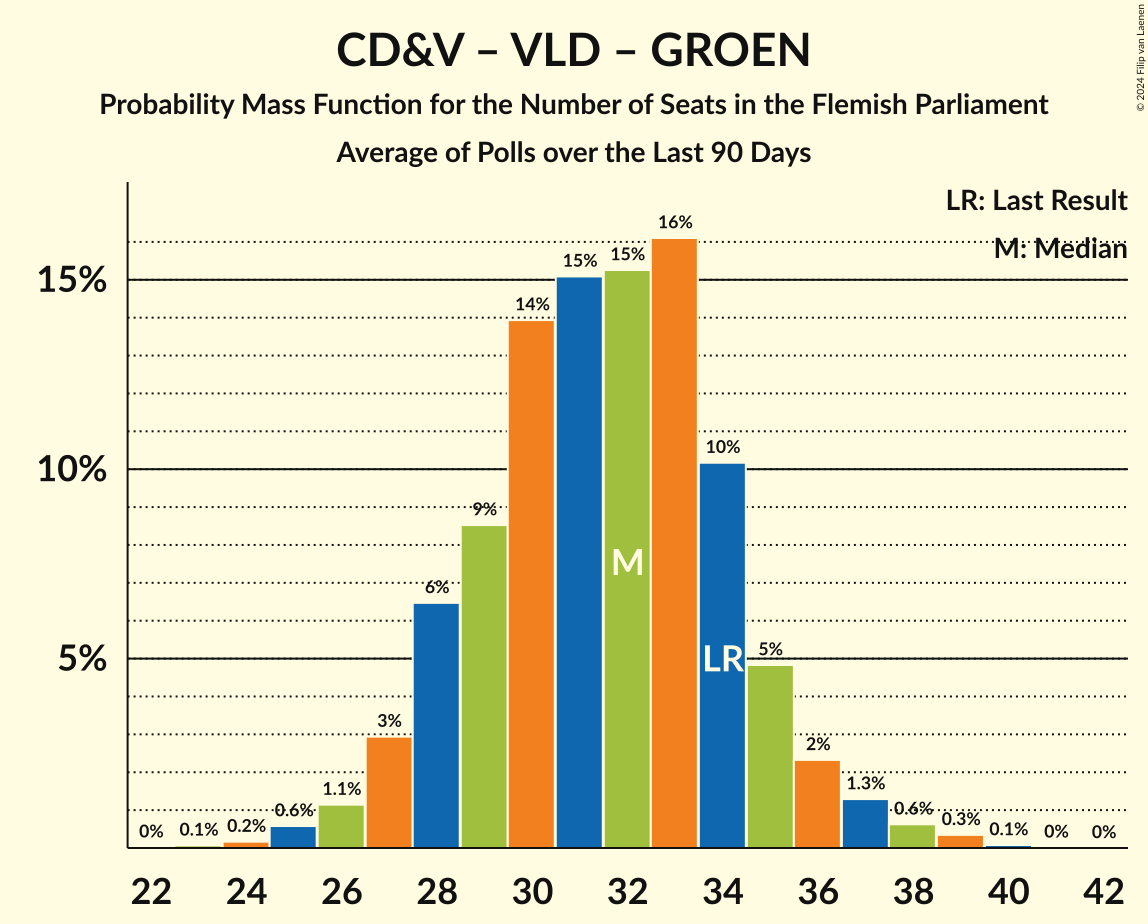 CD&V – VLD – GROEN
Probability Mass Function for the Number of Seats in the Flemish Parliament
Average of Polls over the Last 90 Days
© 2024 Filip van Laenen
LR: Last Result
M: Median
15%
10%
5%
0%
0.1%
0.2%
0.6%
1.1%
3%
6%
9%
14%
15%
15%
16%
10%
5%
2%
1.3%
0.6%
0.3%
0.1%
0%
0%
M
LR
22 24 26 28 30 32 34 36 38 40 42